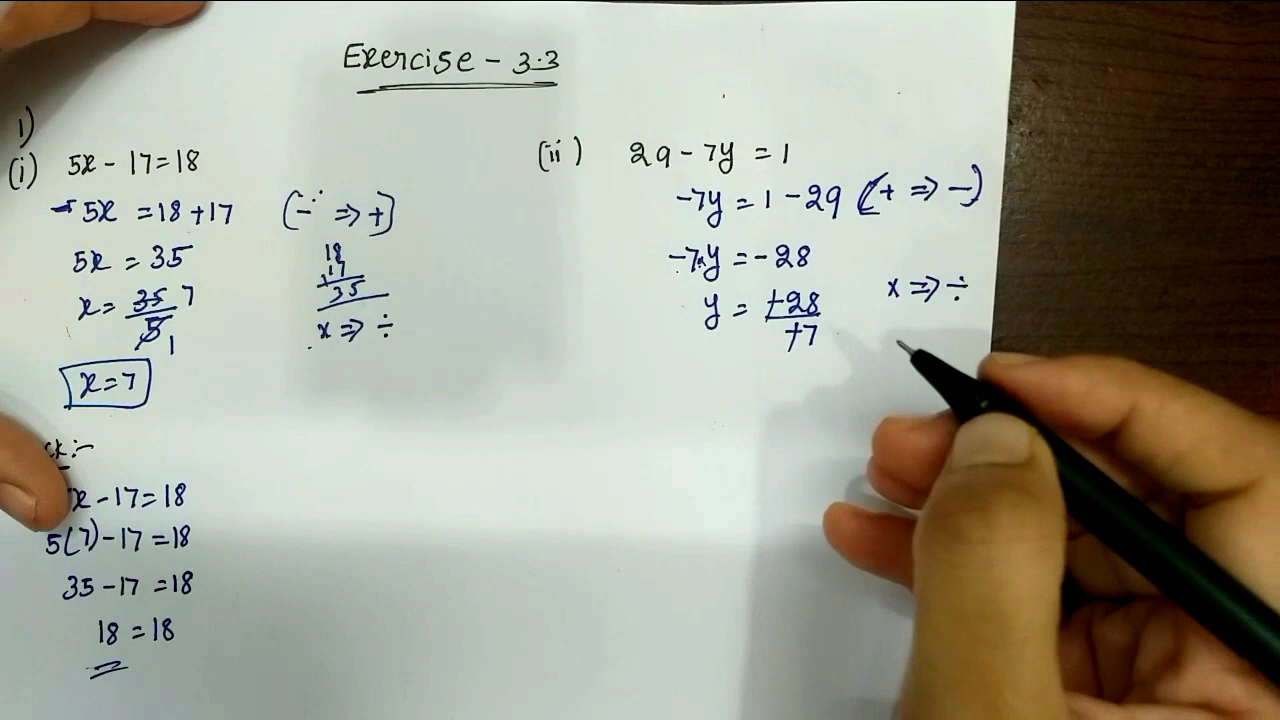 Exercise - 3.3
1)
(i) 5x - 17 = 18
5x = 18 + 17 (- => +)
5x = 35
18
17
35
x = 35/5 7
1
x => ÷
x = 7
x - 17 = 18
5(7) - 17 = 18
35 - 17 = 18
18 = 18
(ii) 29 - 7y = 1
-7y = 1 - 29 (+ => -)
-7y = -28
y = -28/-7
x => ÷